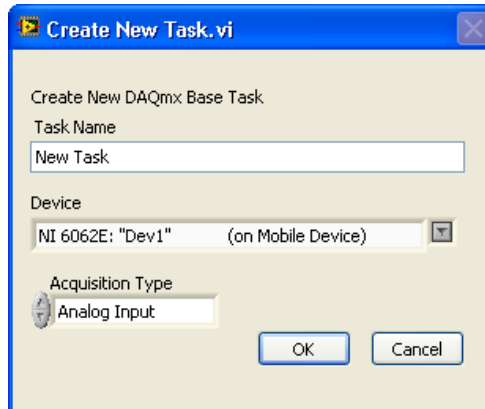 Create New Task.vi
Create New DAQmx Base Task
Task Name
New Task
Device
NI 6062E: "Dev1" (on Mobile Device)
Acquisition Type
Analog Input
OK Cancel